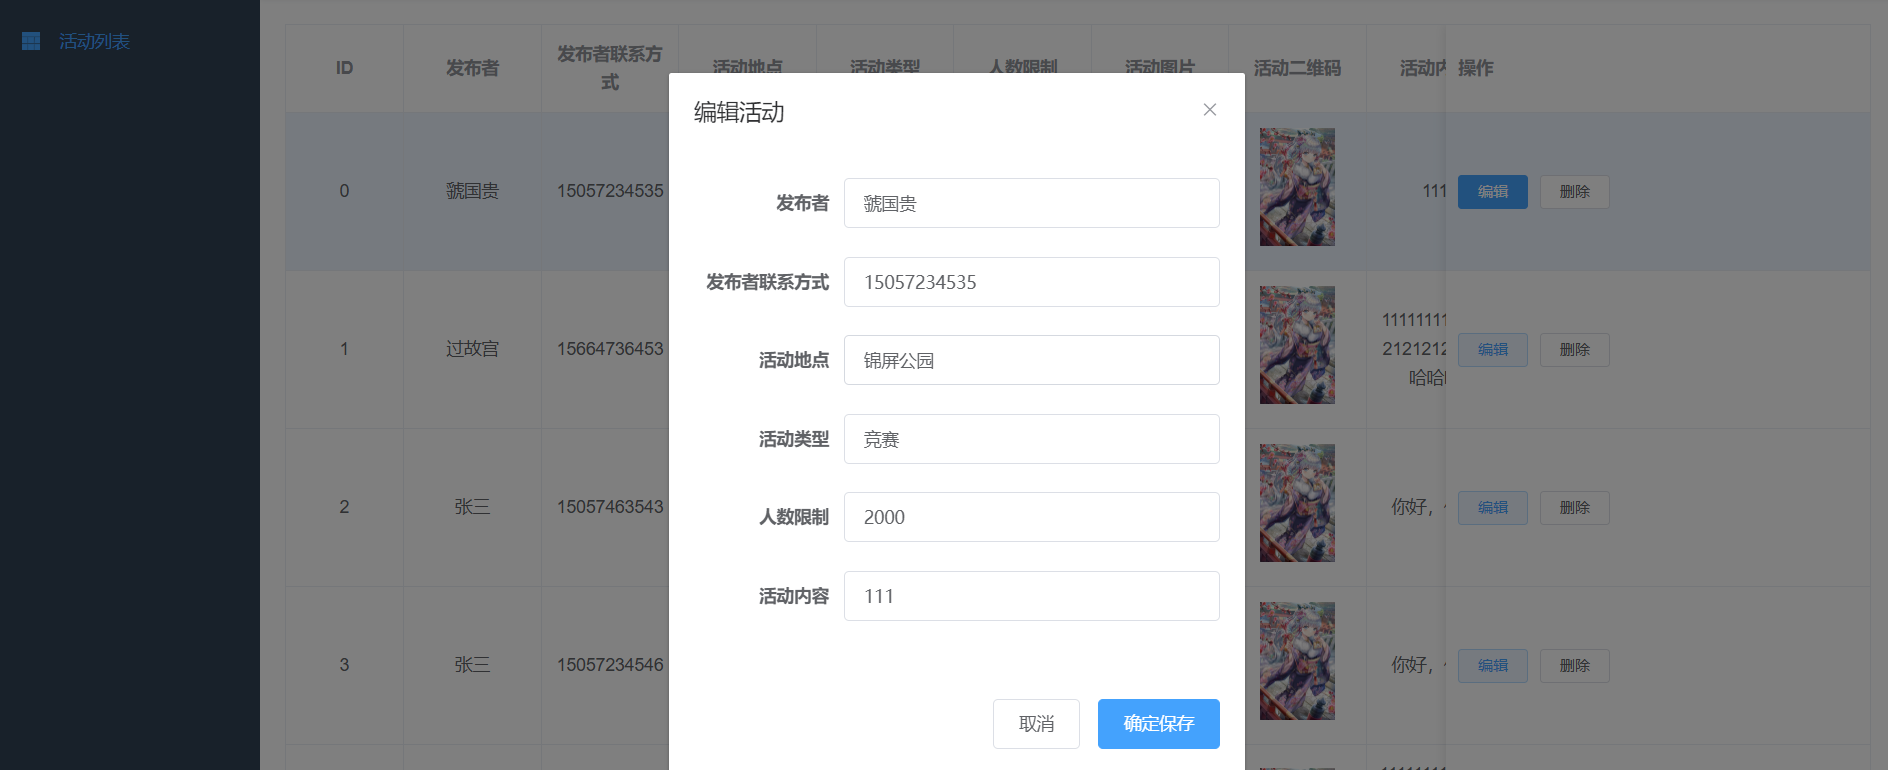 活动列表
ID
发布者
发布者联系方
式
活动地点
活动类型
人数限制
活动图片
活动二维码
活动内
操作
0
虢国贵
15057234535
111
编辑
删除
1
过故宫
15664736453
11111111
2121212
哈哈
编辑
删除
2
张三
15057463543
你好，
编辑
删除
3
张三
15057234546
你好，
编辑
删除
编辑活动
发布者
虢国贵
发布者联系方式
15057234535
活动地点
锦屏公园
活动类型
竞赛
人数限制
2000
活动内容
111
取消
确定保存